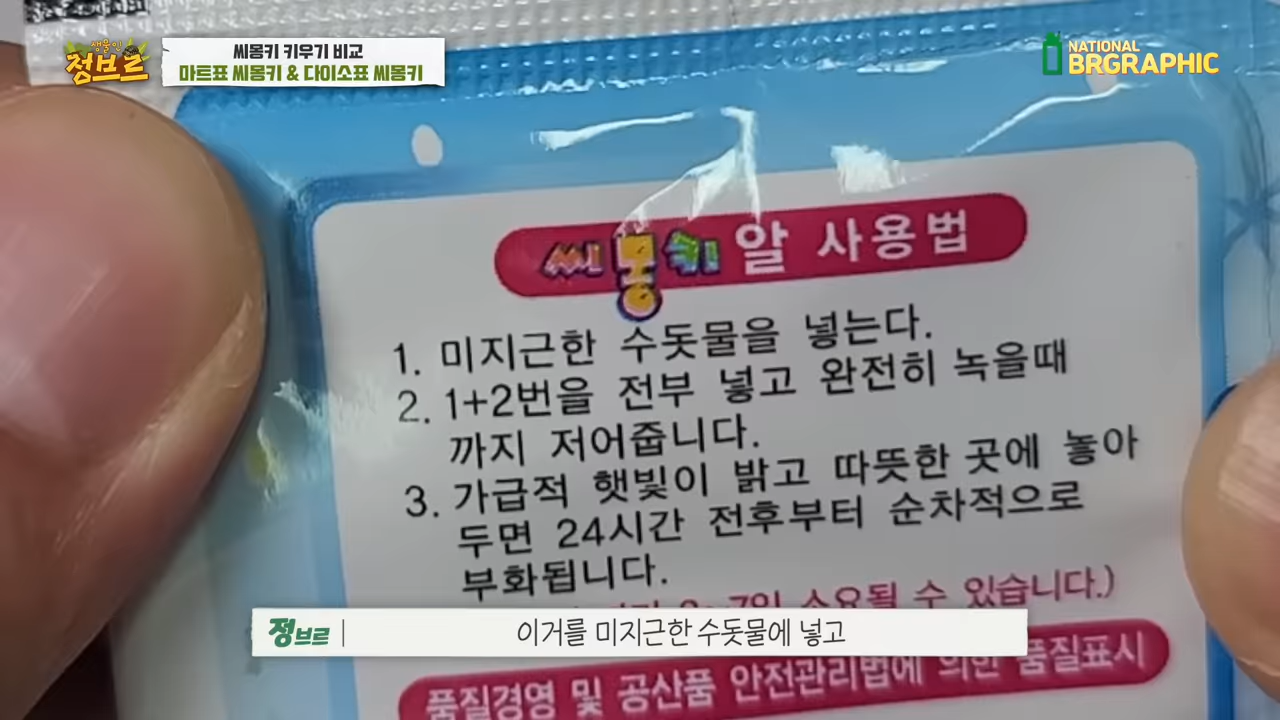 생물인
정브르
씨몽키 키우기 비교
마트표 씨몽키 & 다이소표 씨몽키
NATIONAL
BRGRAPHIC
씨몽키 알 사용법
1. 미지근한 수돗물을 넣는다.
2. 1+2번을 전부 넣고 완전히 녹을때
까지 저어줍니다.
3. 가급적 햇빛이 밝고 따뜻한 곳에 놓아
두면 24시간 전후부터 순차적으로
부화됩니다.
소요될 수 있습니다.)
정브르 이거를 미지근한 수돗물에 넣고
품질경영 및 공산품 안전관리법에 의한 품질표시